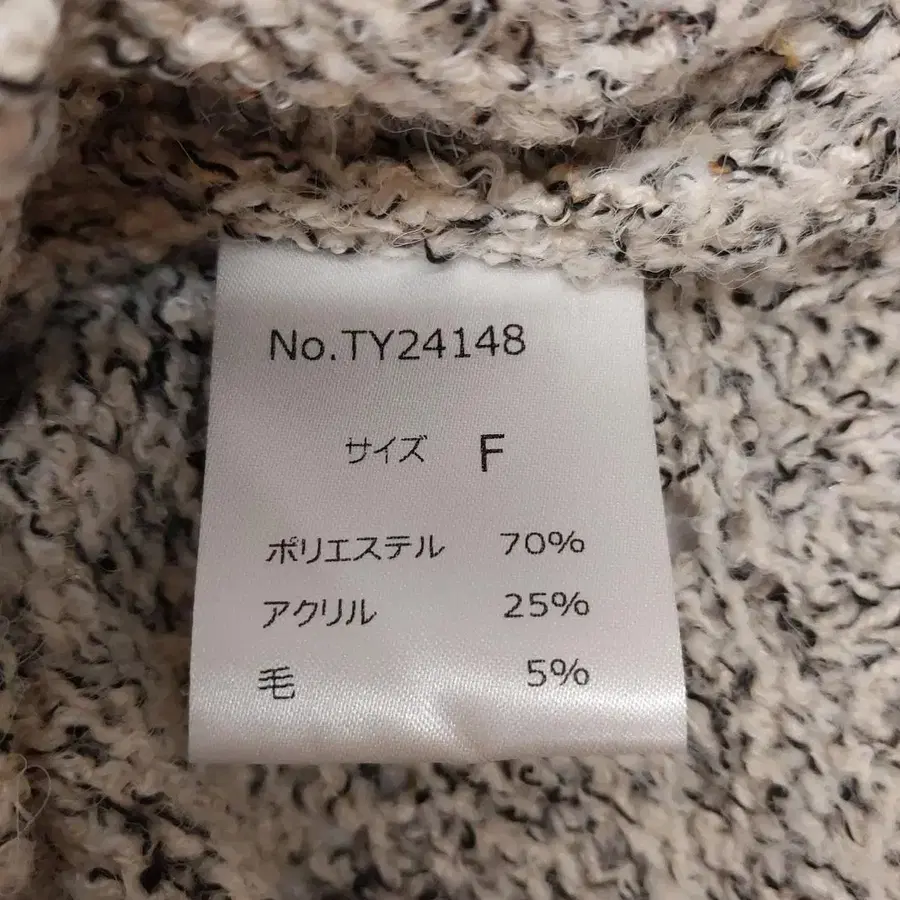 No.TY24148
サイズ F
ポリエステル 70%
アクリル 25%
毛 5%